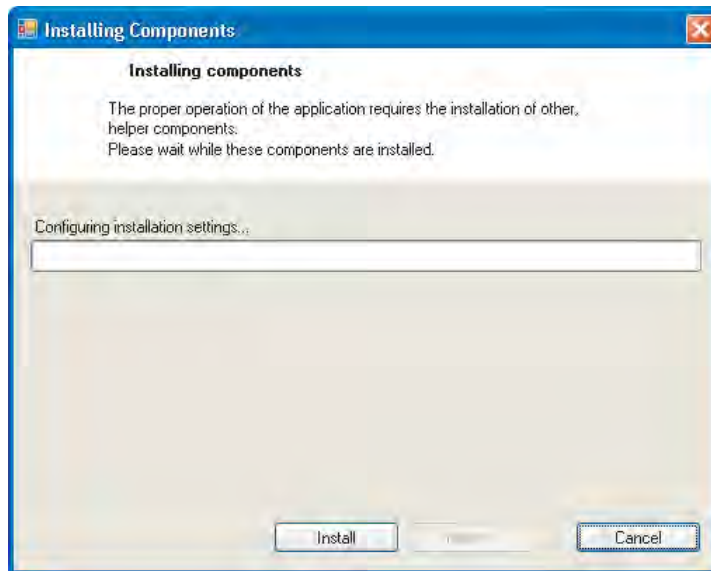 Installing Components
Installing components
The proper operation of the application requires the installation of other,
helper components.
Please wait while these components are installed.
Configuring installation settings...
Install
Cancel